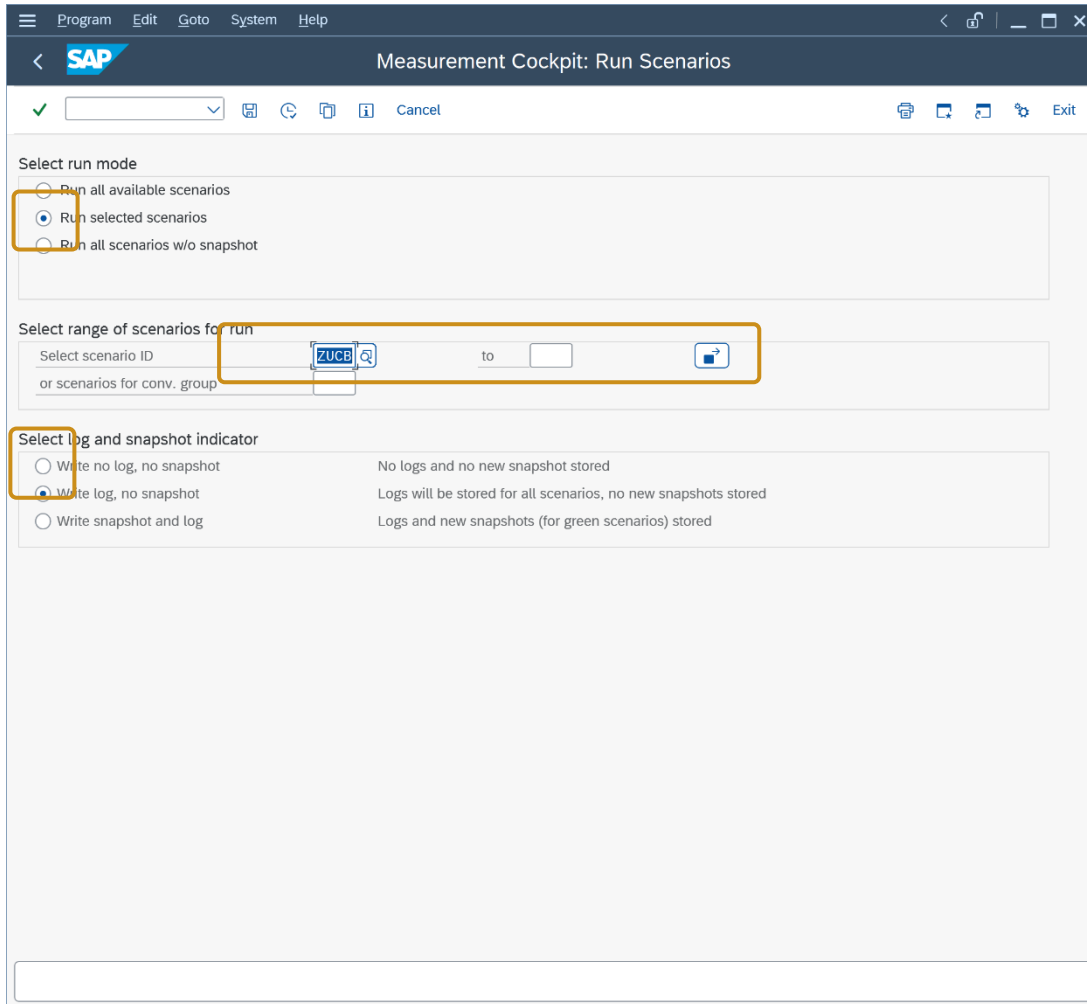 Program Edit Goto System Help
SAP Measurement Cockpit: Run Scenarios
Cancel Exit
Select run mode
Run all available scenarios
Run selected scenarios
Run all scenarios w/o snapshot
Select range of scenarios for run
Select scenario ID ZUCB to
or scenarios for conv. group
Select log and snapshot indicator
Write no log, no snapshot No logs and no new snapshot stored
Write log, no snapshot Logs will be stored for all scenarios, no new snapshots stored
Write snapshot and log Logs and new snapshots (for green scenarios) stored